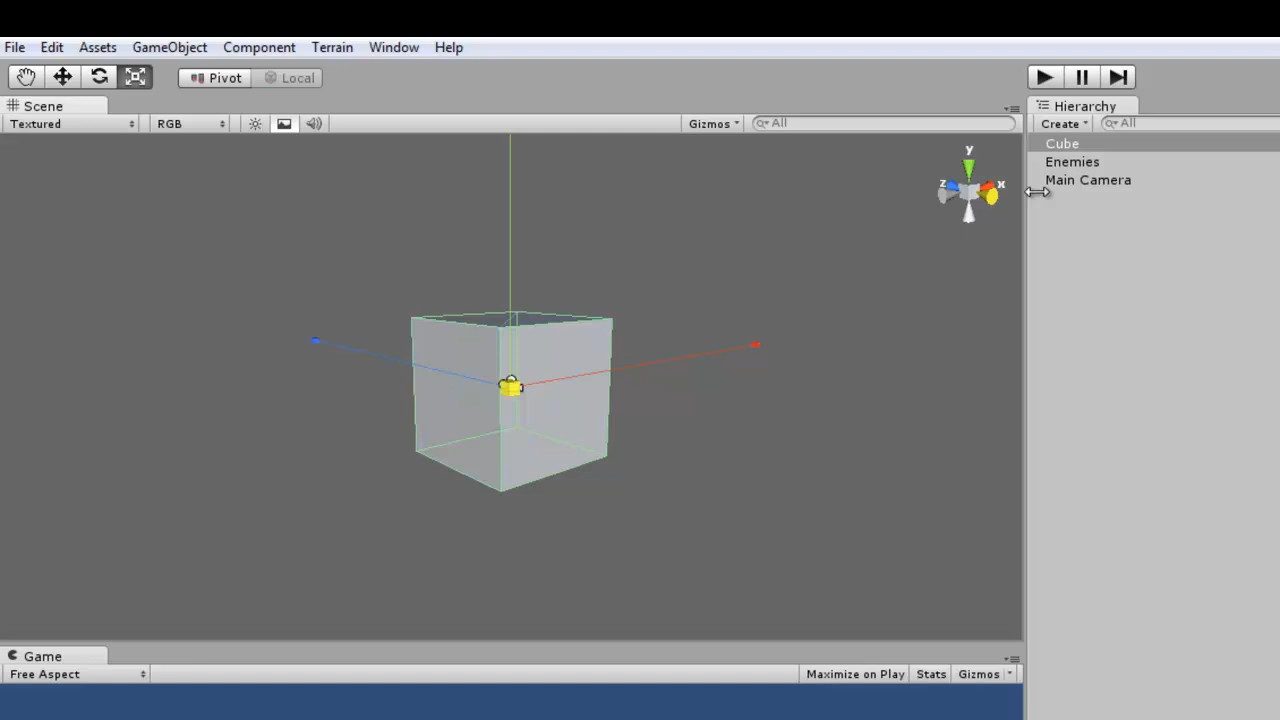 File Edit Assets GameObject Component Terrain Window Help
Pivot Local
Scene
Textured RGB Gizmos All
y
z x
Hierarchy
Create All
Cube
Enemies
Main Camera
Game
Free Aspect Maximize on Play Stats Gizmos